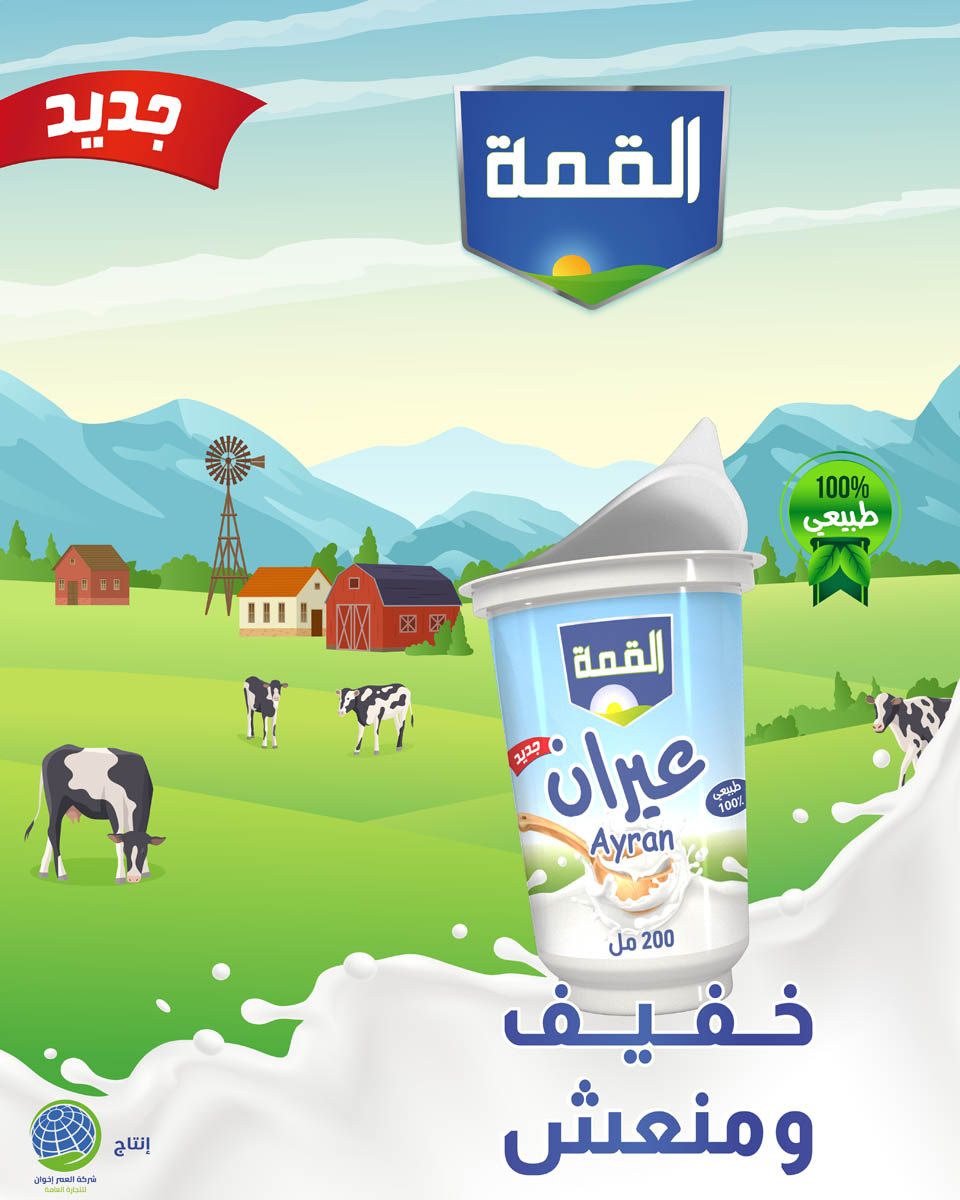 جديد
القمة
100%
طبيعي
القمة
جديد
عيران
Ayran
طبيعي
100%
200 مل
خفيف
ومنعش
إنتاج
شركة العمر إخوان
للتجارة العامة